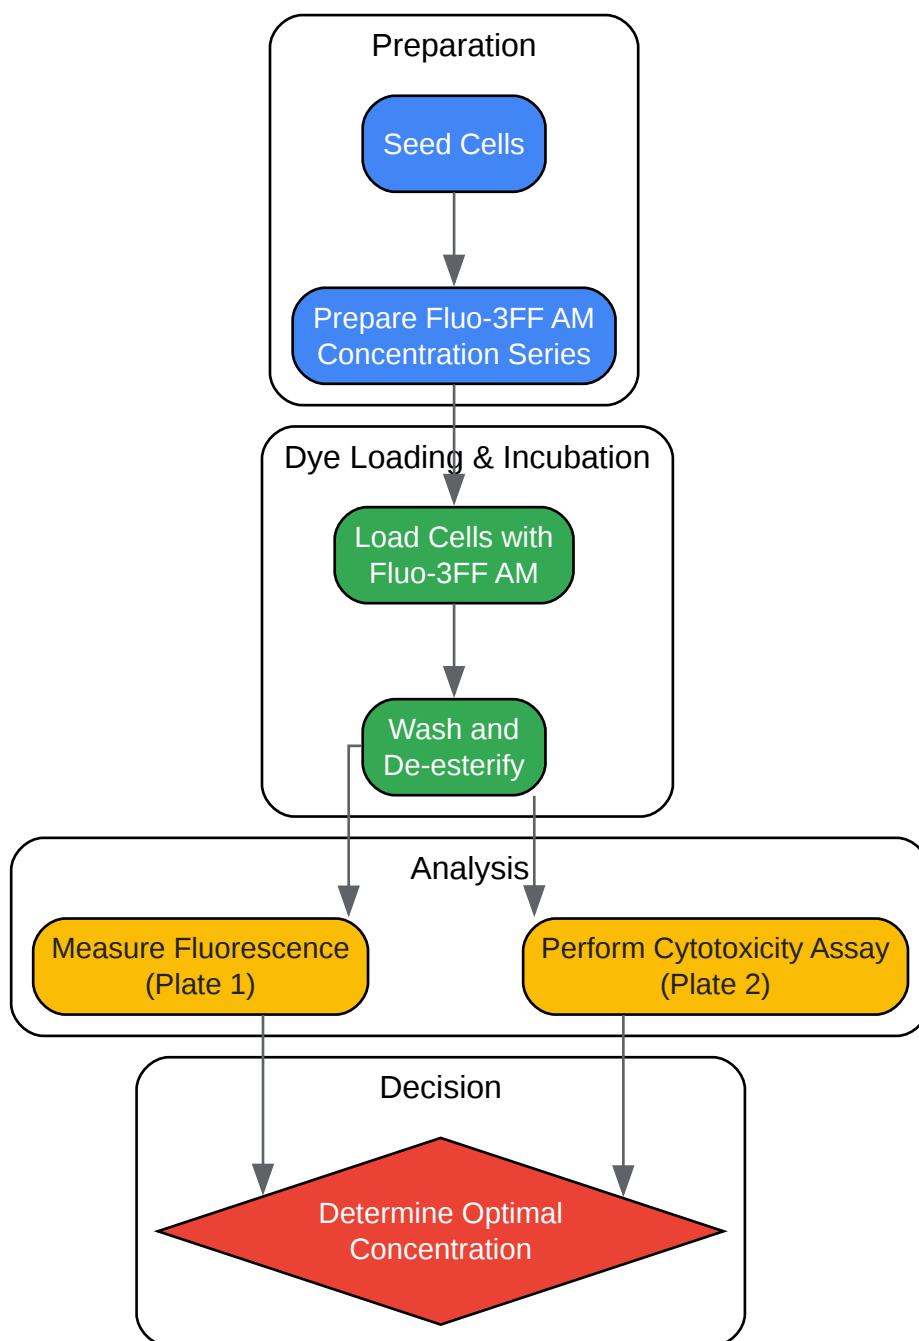 Preparation
Seed Cells
Prepare Fluo-3FF AM
Concentration Series
Dye Loading & Incubation
Load Cells with
Fluo-3FF AM
Wash and
De-esterify
Analysis
Measure Fluorescence
(Plate 1)
Perform Cytotoxicity Assay
(Plate 2)
Decision
Determine Optimal
Concentration